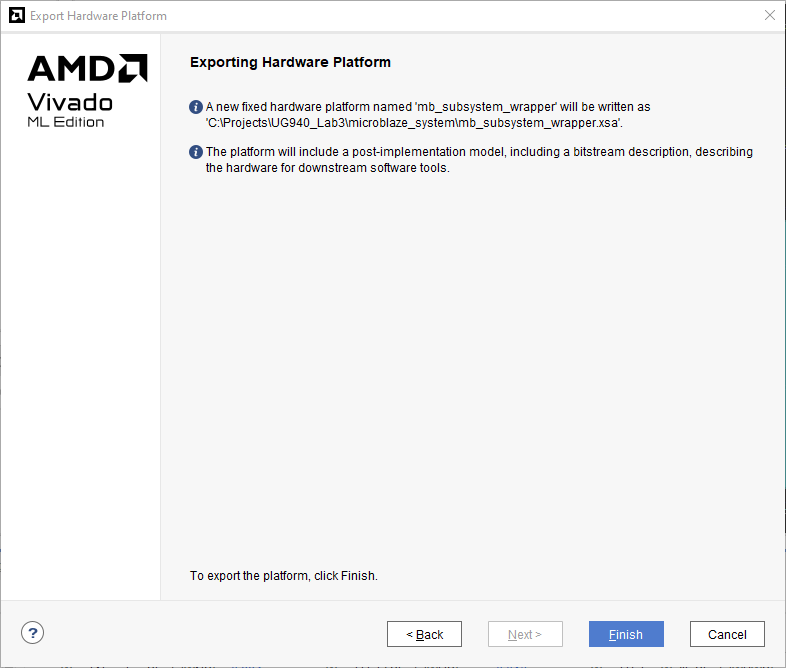 Export Hardware Platform
AMD
Vivado
ML Edition
Exporting Hardware Platform
A new fixed hardware platform named 'mb_subsystem_wrapper' will be written as
'C:\Projects\UG940_Lab3\microblaze_system\mb_subsystem_wrapper.xsa'.
The platform will include a post-implementation model, including a bitstream description, describing
the hardware for downstream software tools.
To export the platform, click Finish.
?
< Back
Next >
Finish
Cancel